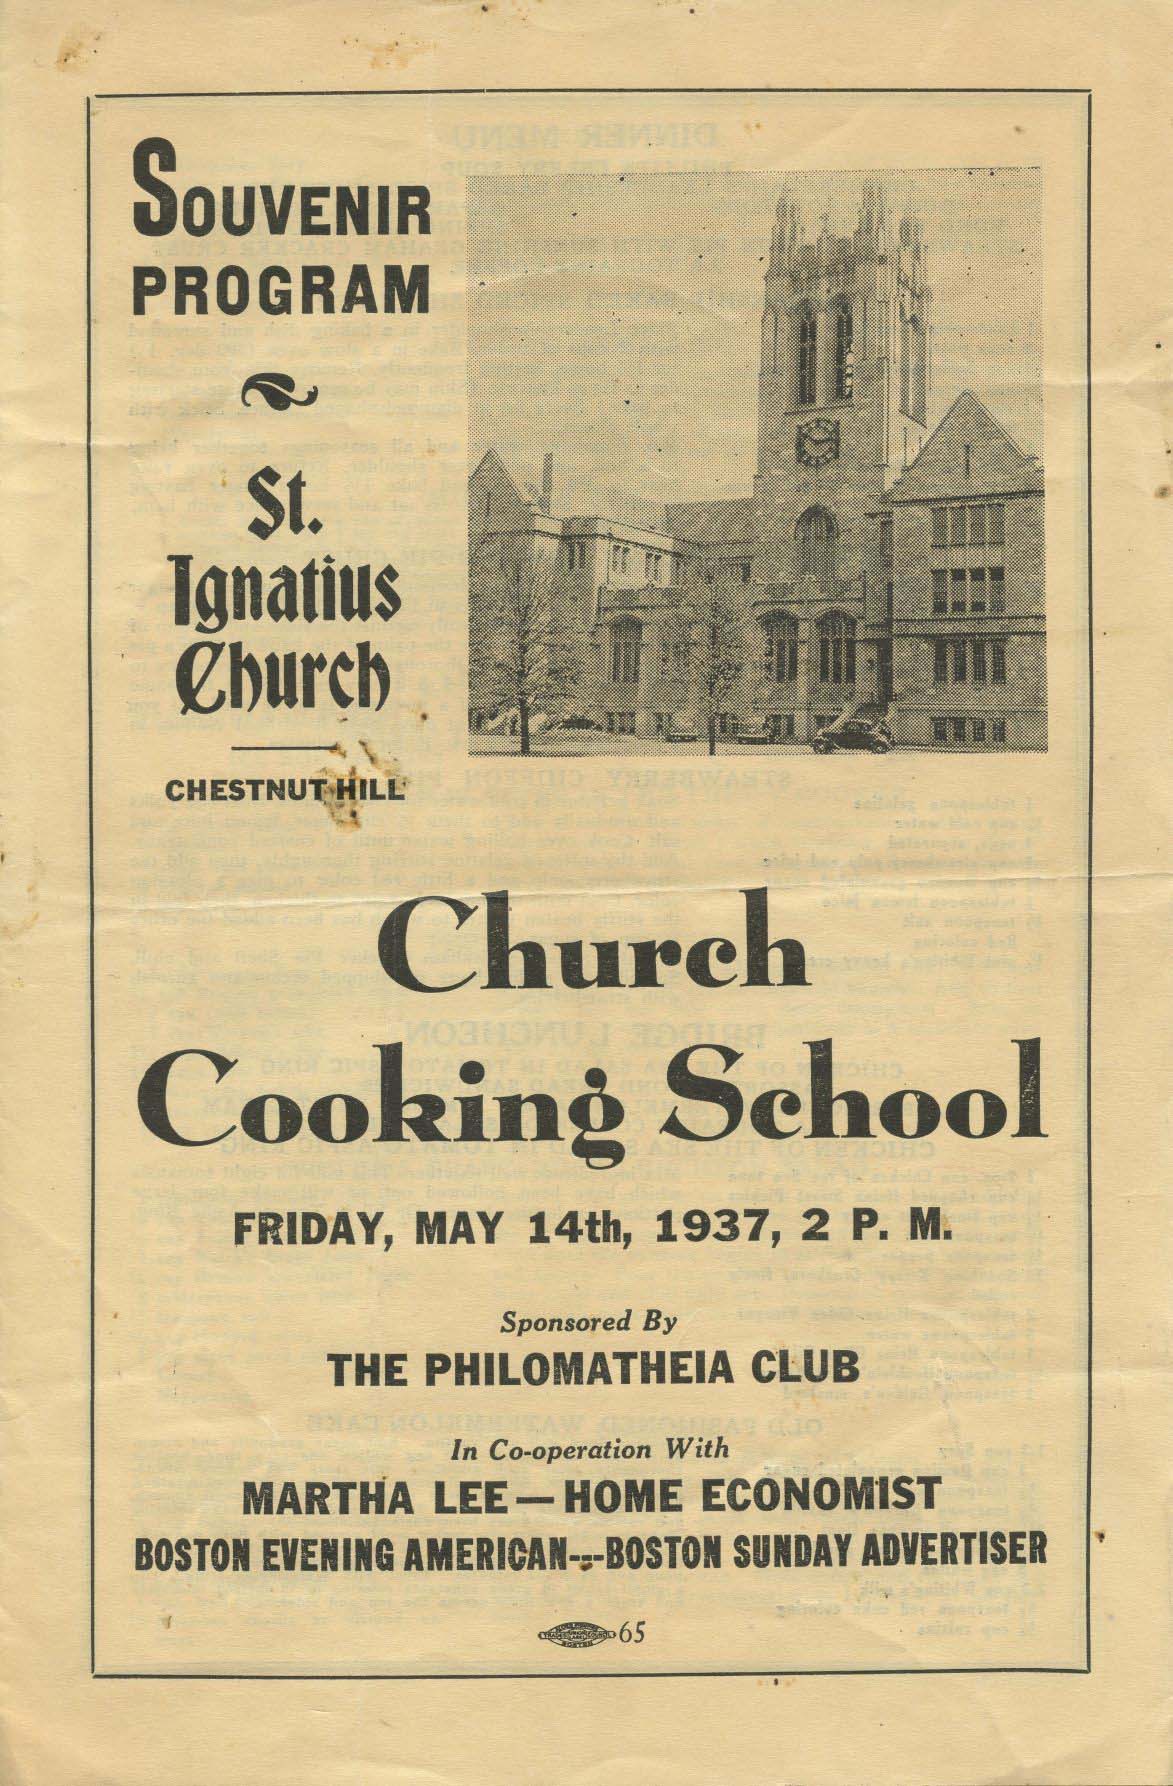 SOUVENIR
PROGRAM
St.
Ignatius
Church
CHESTNUT HILL
Church
Cooking School
FRIDAY, MAY 14th, 1937, 2 P. M.
Sponsored By
THE PHILOMATHEIA CLUB
In Co-operation With
MARTHA LEE — HOME ECONOMIST
BOSTON EVENING AMERICAN--BOSTON SUNDAY ADVERTISER
65